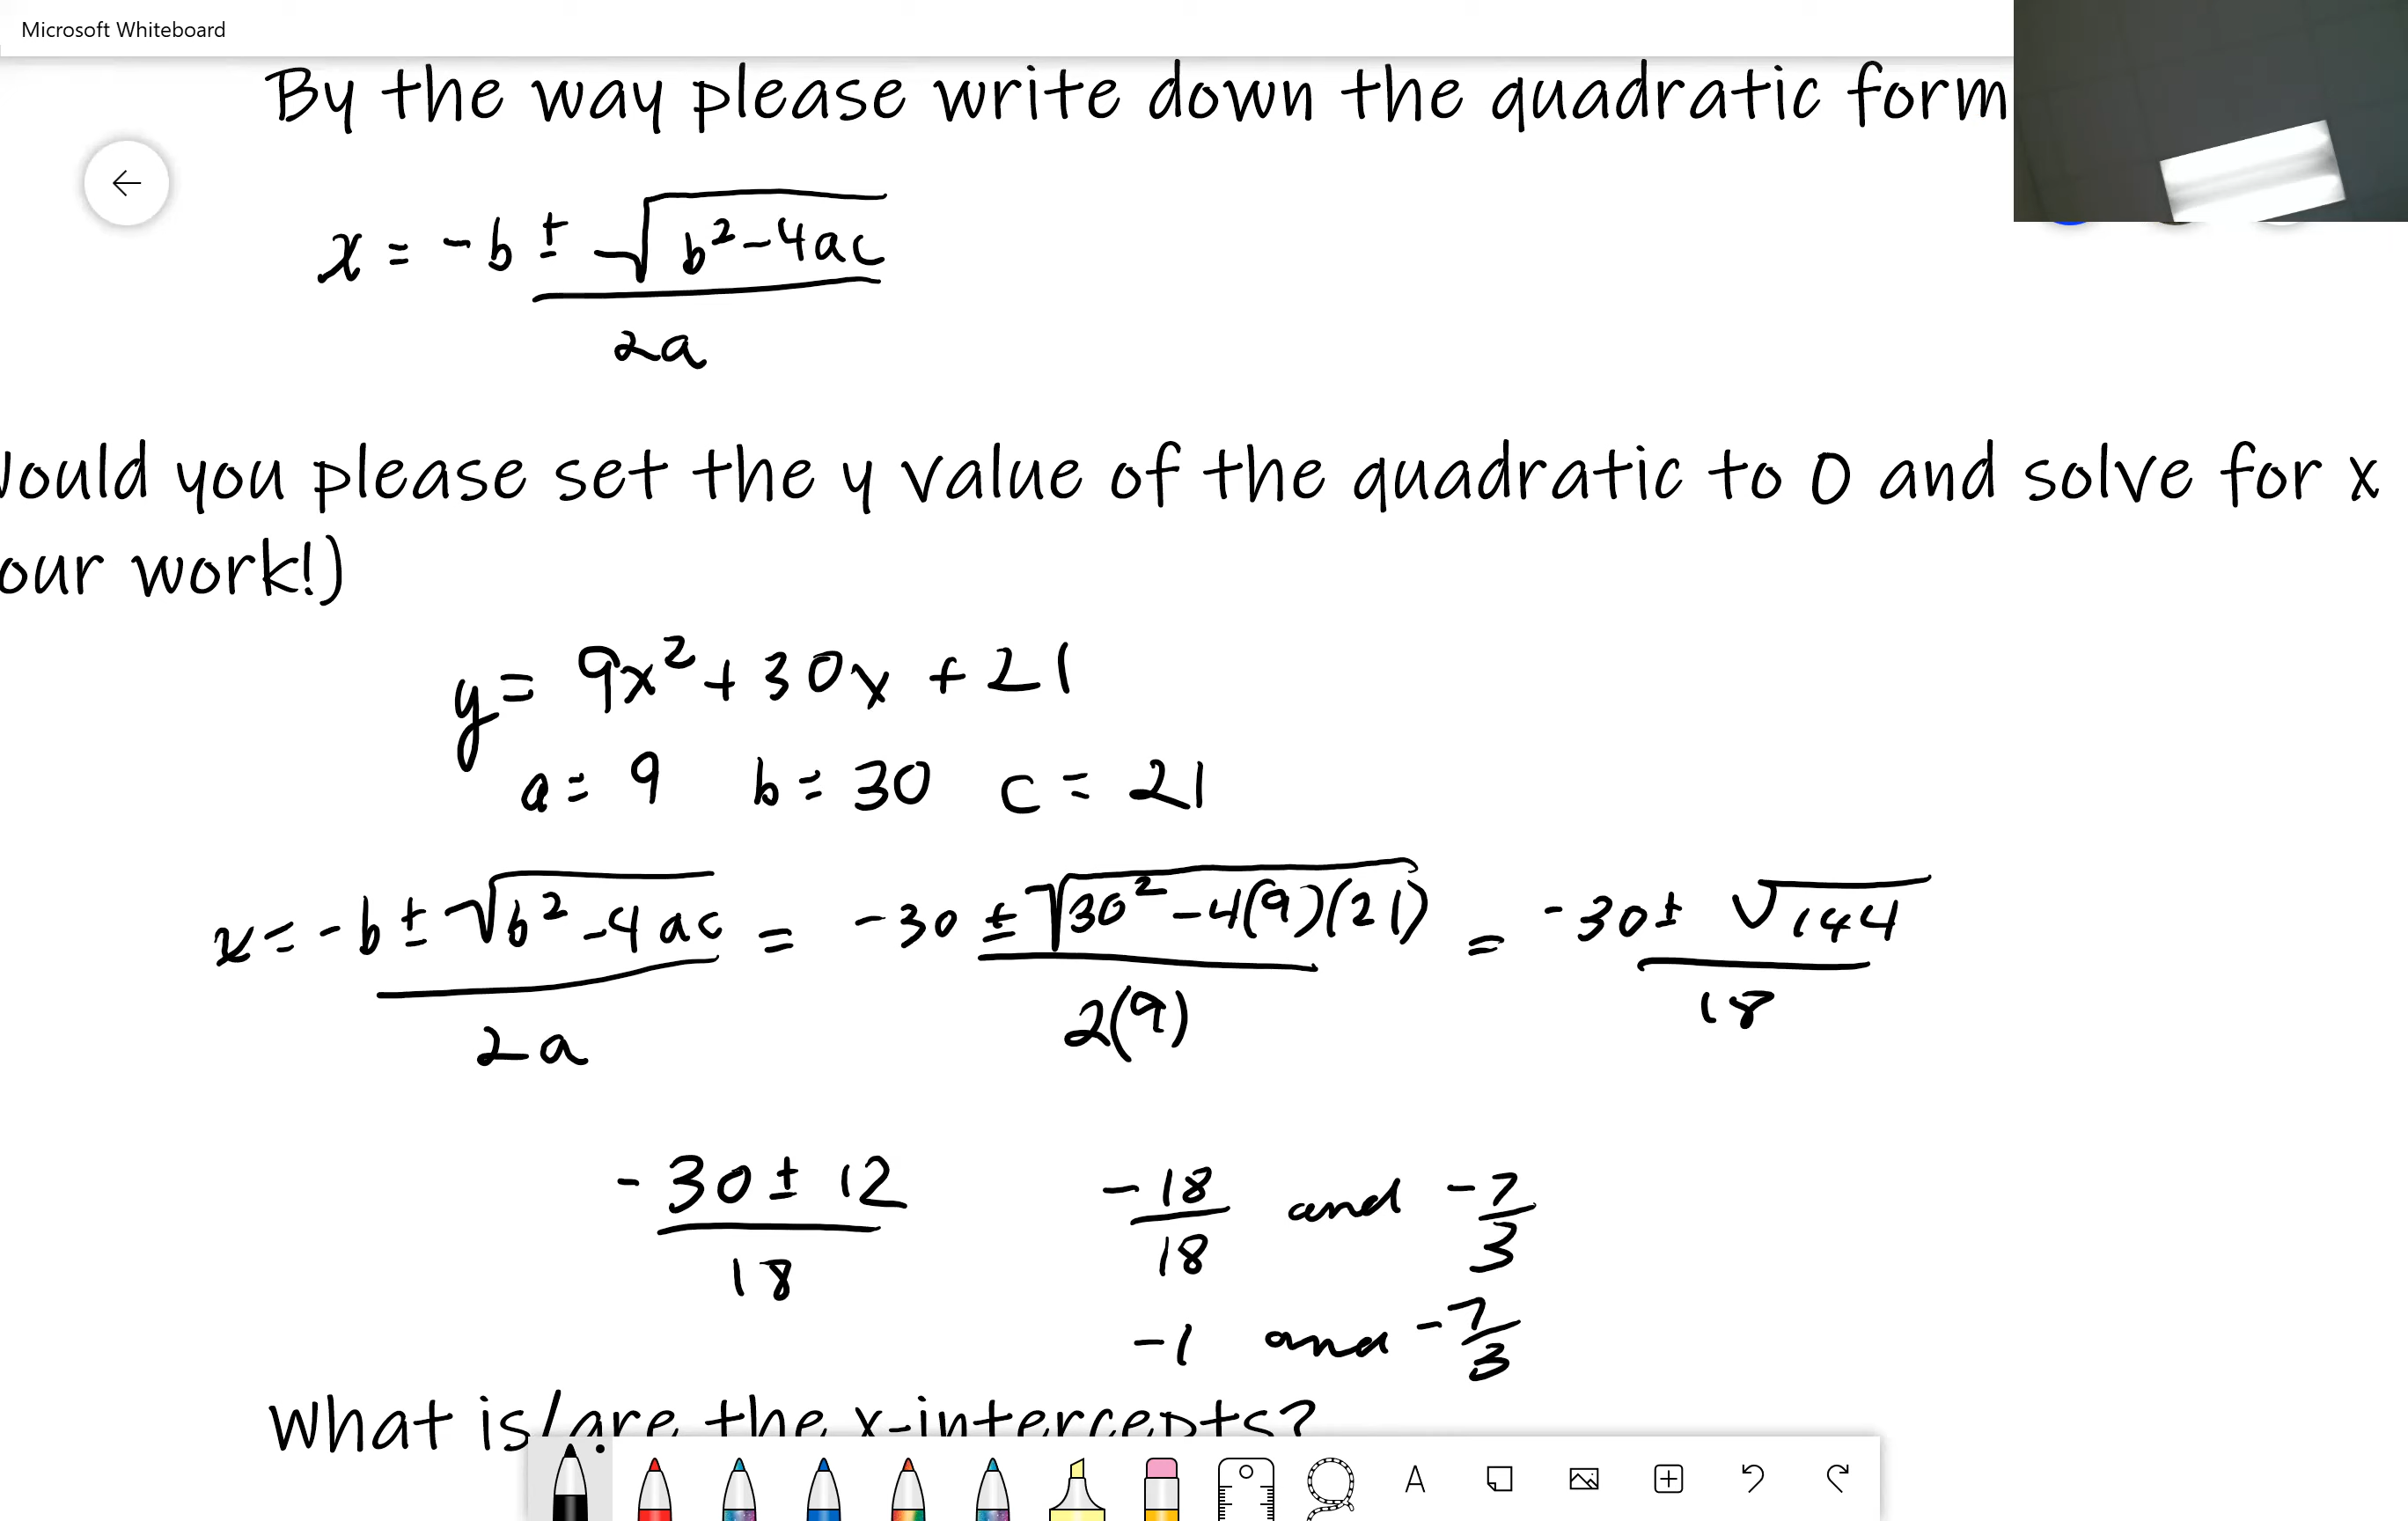 Microsoft Whiteboard
By the way please write down the quadratic form
x = -b ± √b²-4ac
2a
ould you please set the y value of the quadratic to 0 and solve for x
our work!)
y = 9x² + 30x + 21
a = 9 b = 30 c = 21
x = -b ± √b² - 4ac = -30 ± √30² - 4(9)(21) = -30 ± √144
2a 2(9) 18
-30 ± 12 -18 and -7
18 18 3
-1 and -7
3
What is/are the x-intercepts?
A